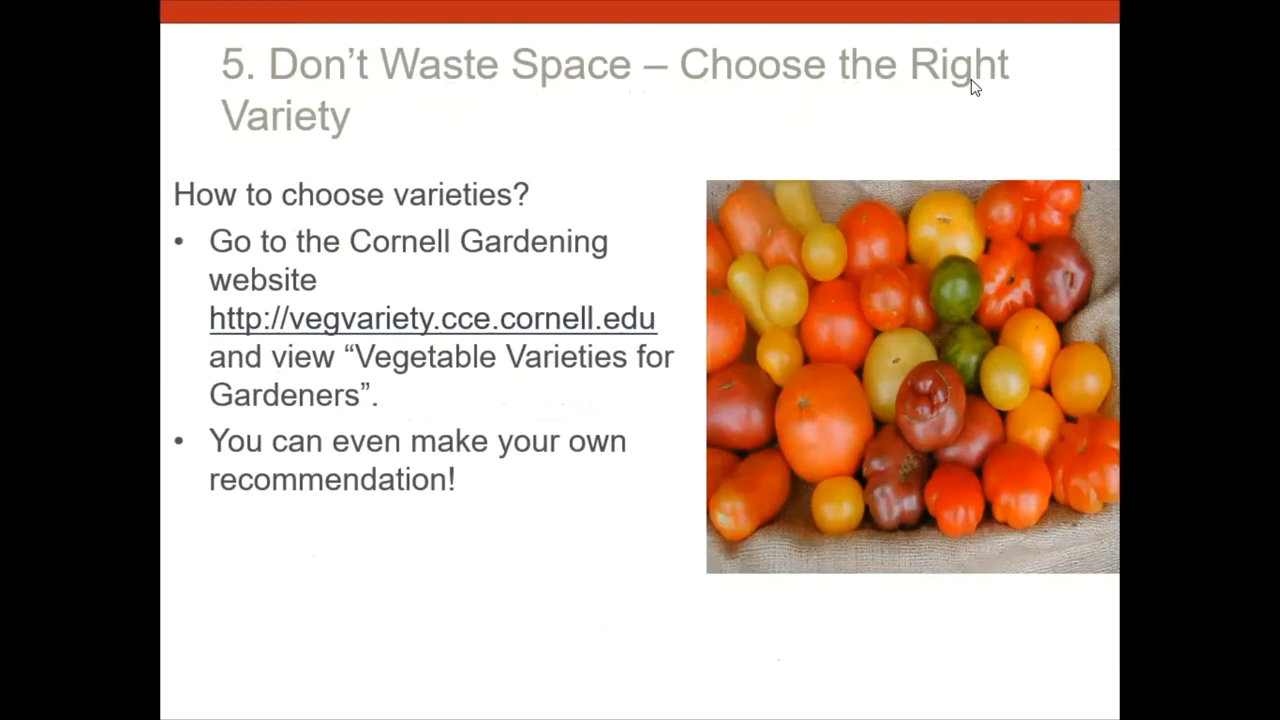 5. Don’t Waste Space – Choose the Right
Variety
How to choose varieties?
• Go to the Cornell Gardening
website
http://vegvariety.cce.cornell.edu
and view “Vegetable Varieties for
Gardeners”.
• You can even make your own
recommendation!